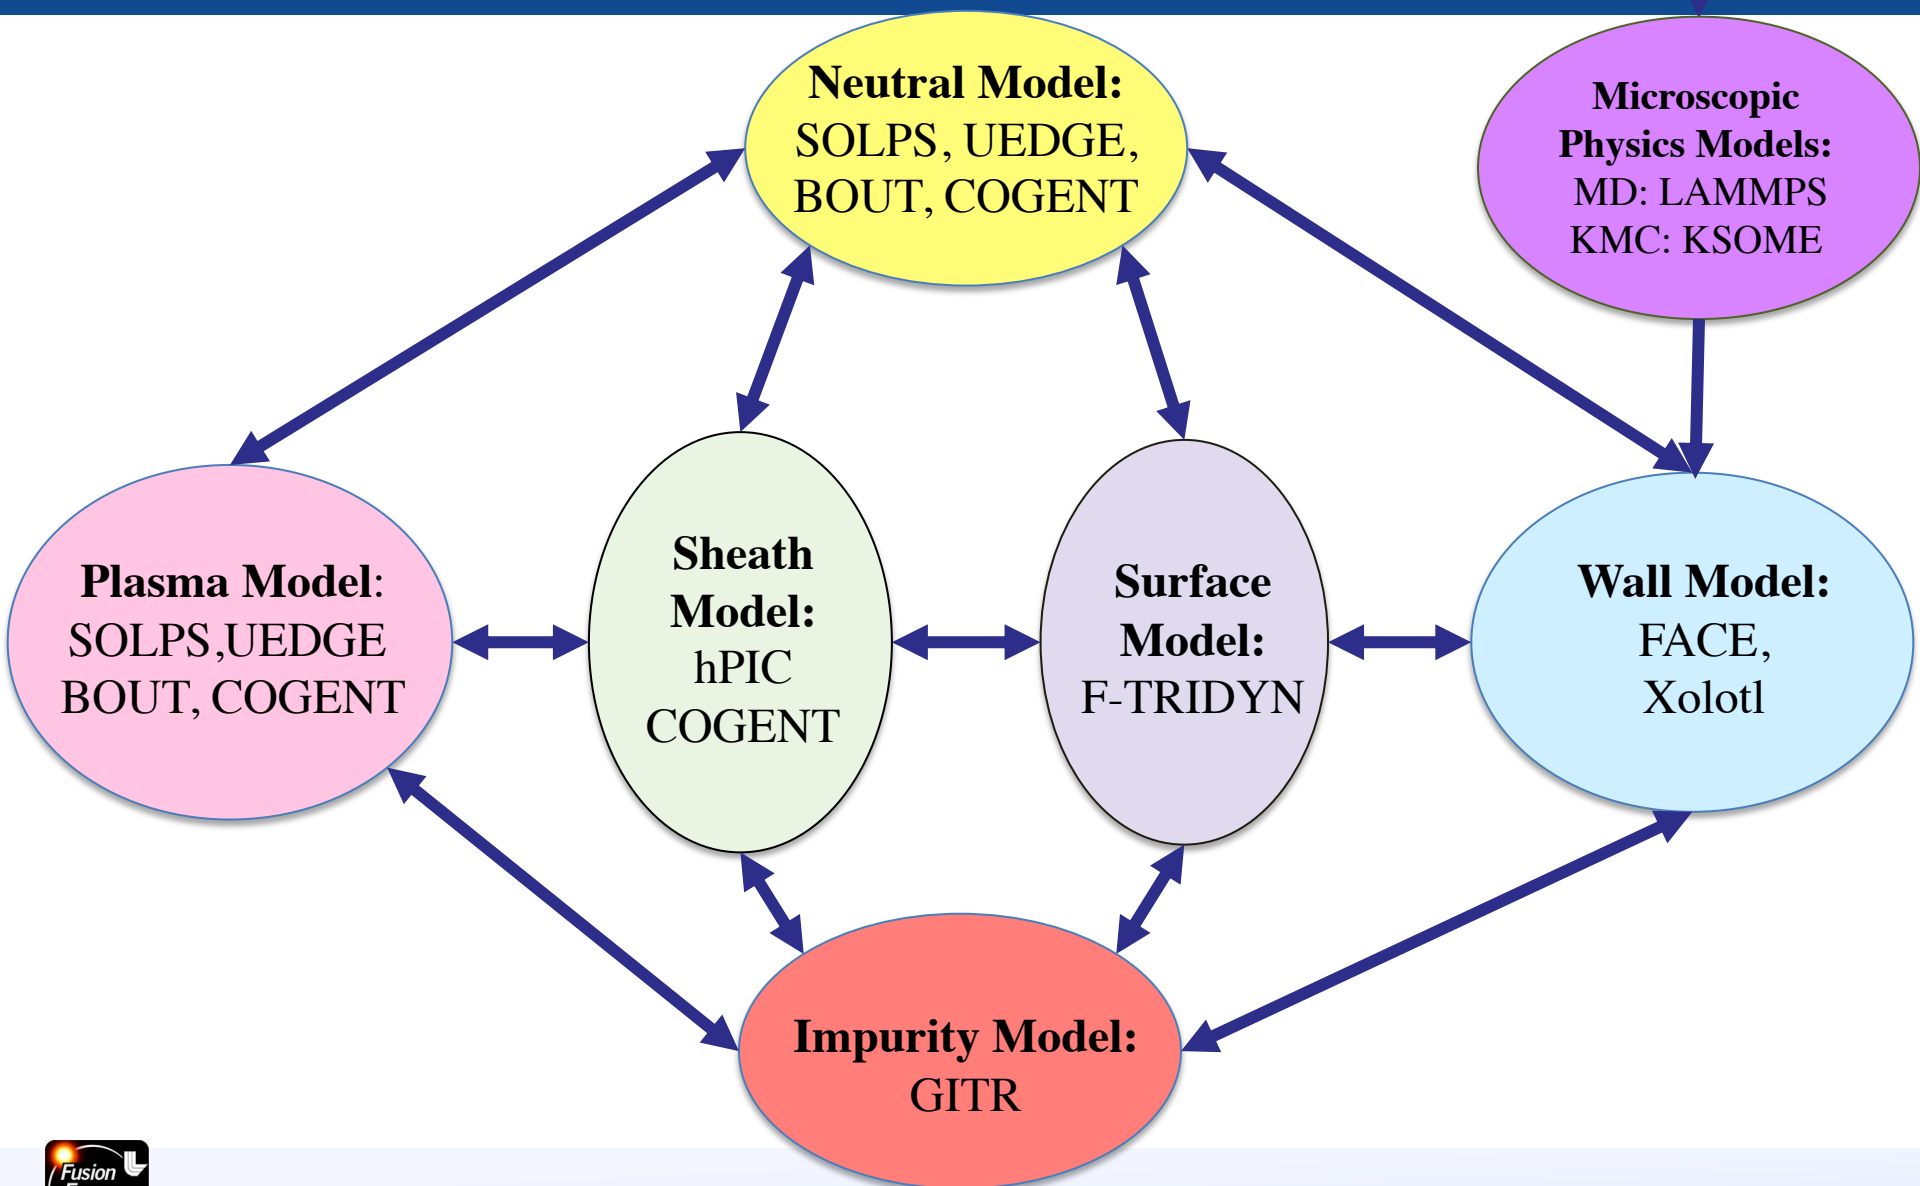 Neutral Model:
SOLPS, UEDGE,
BOUT, COGENT
Microscopic
Physics Models:
MD: LAMMPS
KMC: KSOME
Plasma Model:
SOLPS,UEDGE
BOUT, COGENT
Sheath
Model:
hPIC
COGENT
Surface
Model:
F-TRIDYN
Wall Model:
FACE,
Xolotl
Impurity Model:
GITR
Fusion